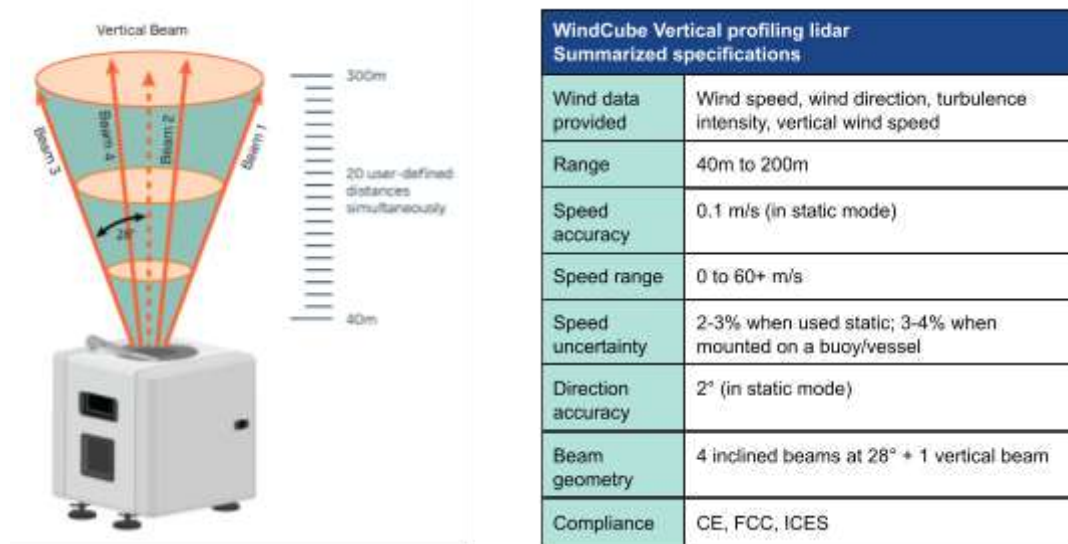 Vertical Beam
300m
Beam 3
Beam 4
Beam 2
Beam 1
20 user-defined
distances
simultaneously
28°
40m
WindCube Vertical profiling lidar
Summarized specifications
Wind data
provided
Wind speed, wind direction, turbulence
intensity, vertical wind speed
Range
40m to 200m
Speed
accuracy
0.1 m/s (in static mode)
Speed range
0 to 60+ m/s
Speed
uncertainty
2-3% when used static; 3-4% when
mounted on a buoy/vessel
Direction
accuracy
2° (in static mode)
Beam
geometry
4 inclined beams at 28° + 1 vertical beam
Compliance
CE, FCC, ICES